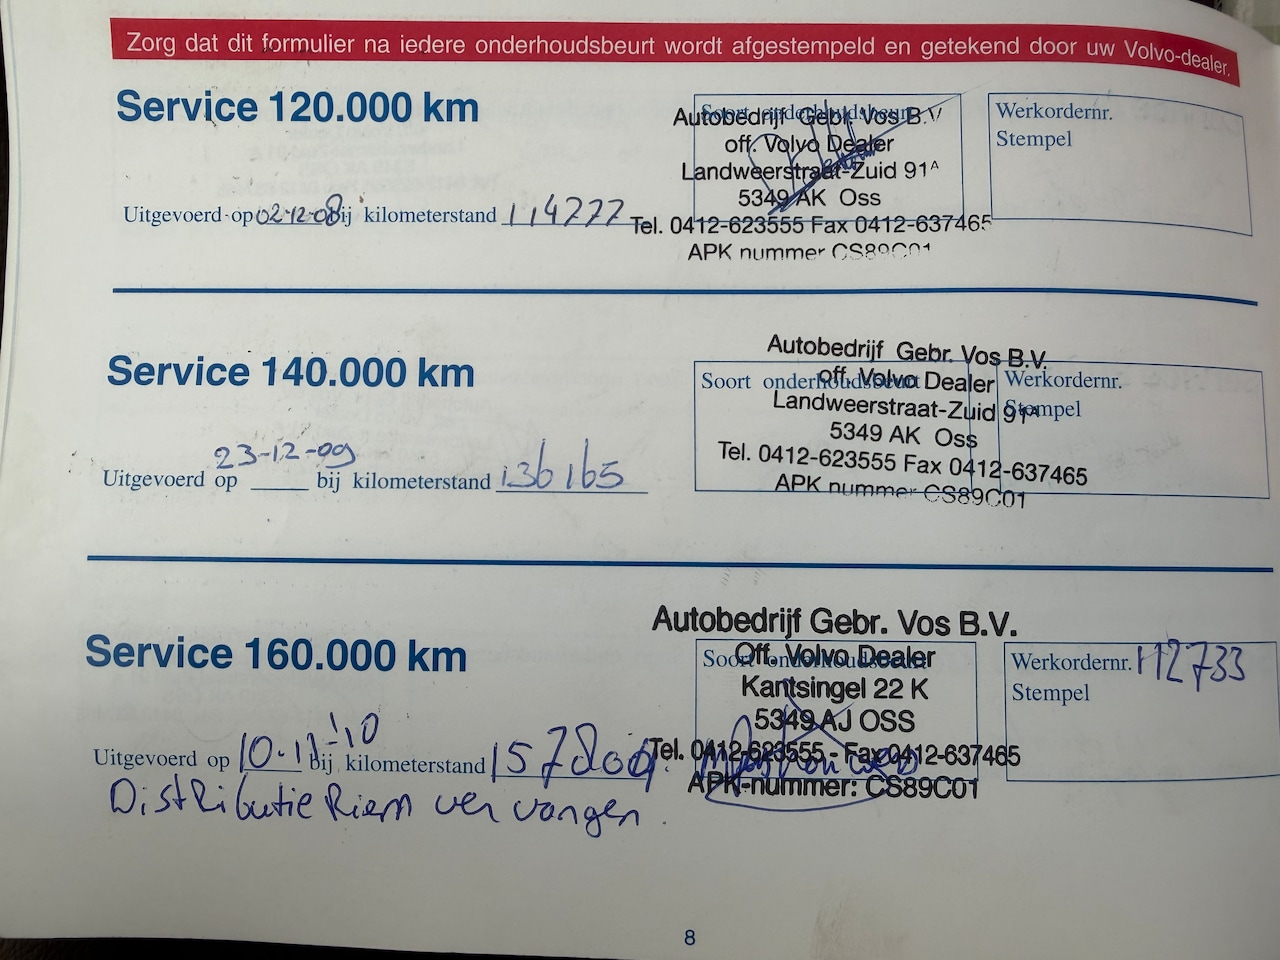 Zorg dat dit formulier na iedere onderhoudsbeurt wordt afgestempeld en getekend door uw Volvo-dealer.
Service 120.000 km
Soort onderhoudsbeurt
Werkordernr.
Stempel
Autobedrijf Gebr. Vos B.V.
off. Volvo Dealer
Landweerstraat-Zuid 91A
5349 AK Oss
Tel. 0412-623555 Fax 0412-637465
APK nummer CS89C01
Uitgevoerd op 02-12-08 bij kilometerstand 114777
Service 140.000 km
Soort onderhoudsbeurt
Werkordernr.
Stempel
Autobedrijf Gebr. Vos B.V.
off. Volvo Dealer
Landweerstraat-Zuid 91A
5349 AK Oss
Tel. 0412-623555 Fax 0412-637465
APK nummer CS89C01
Uitgevoerd op 23-12-09 bij kilometerstand 136165
Service 160.000 km
Soort onderhoudsbeurt
Werkordernr. 112733
Stempel
Autobedrijf Gebr. Vos B.V.
Off. Volvo Dealer
Kantsingel 22 K
5349 AJ OSS
Tel. 0412-623555 - Fax 0412-637465
APK-nummer: CS89C01
Uitgevoerd op 10-11-'10 bij kilometerstand 157800
Distributie Riem vervangen.
8